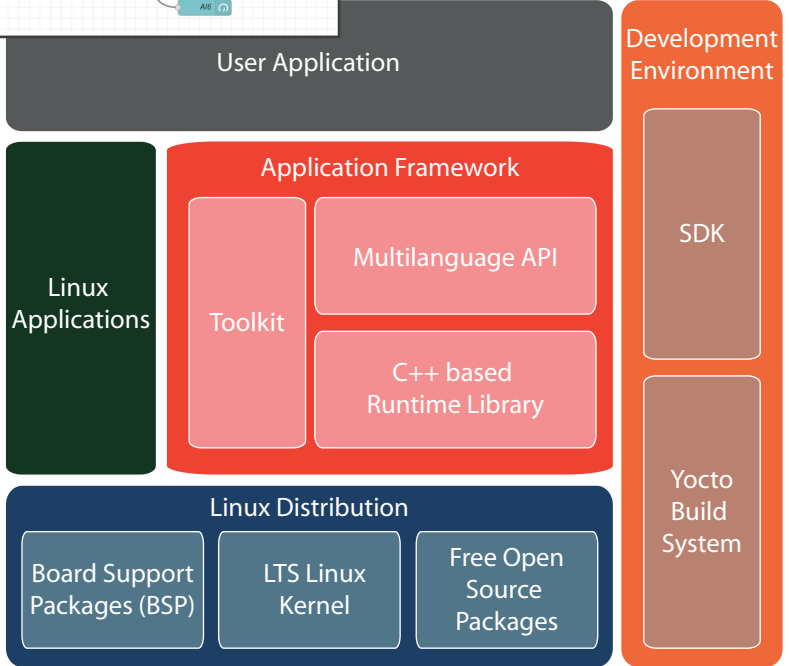 AI6
User Application
Development
Environment
Linux
Applications
Application Framework
Toolkit
Multilanguage API
C++ based
Runtime Library
SDK
Yocto
Build
System
Linux Distribution
Board Support
Packages (BSP)
LTS Linux
Kernel
Free Open
Source
Packages